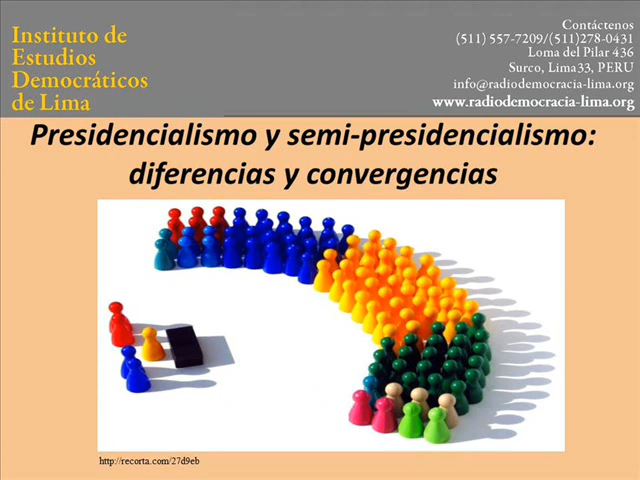 Instituto de
Estudios
Democráticos
de Lima
Contáctenos
(511) 557-7209/(511)278-0431
Loma del Pilar 436
Surco, Lima33, PERU
info@radiodemocracia-lima.org
www.radiodemocracia-lima.org
Presidencialismo y semi-presidencialismo:
diferencias y convergencias
http://recorta.com/27d9eb